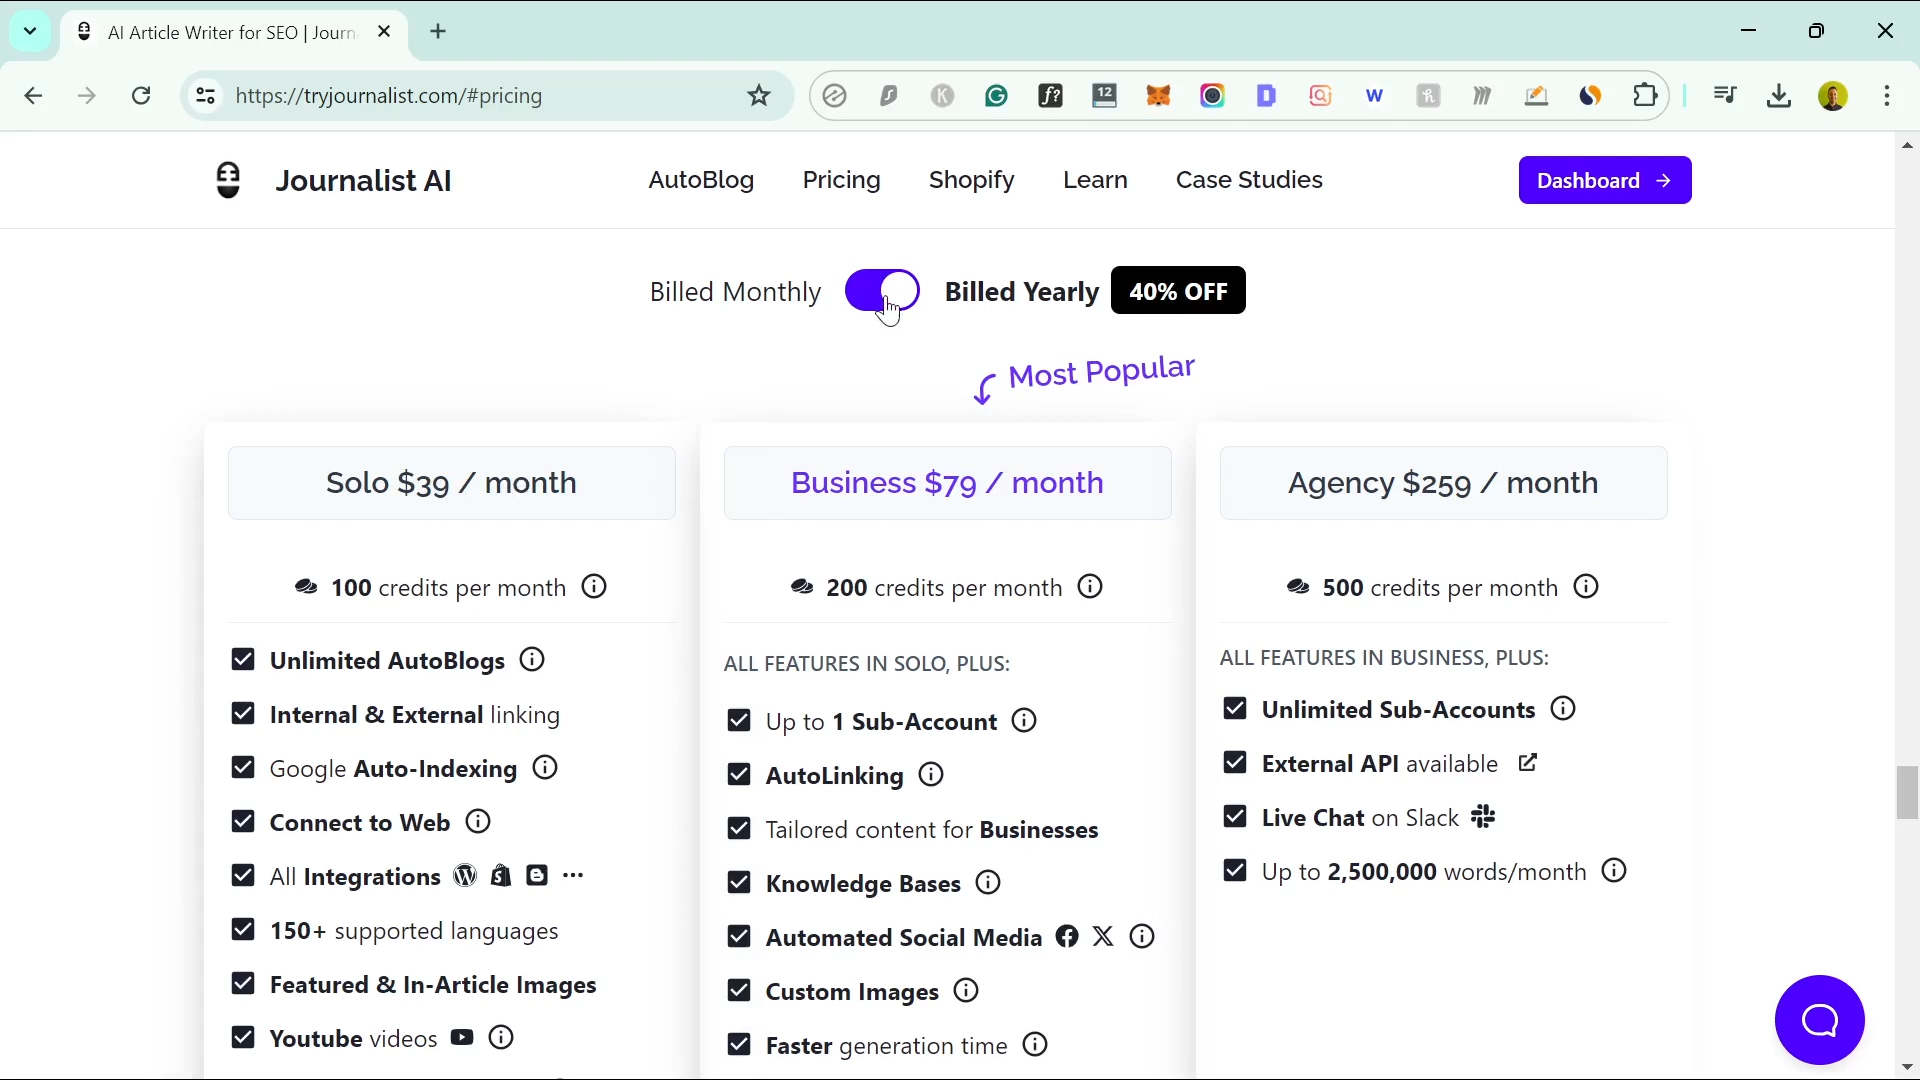 AI Article Writer for SEO | Journ
https://tryjournalist.com/#pricing
12
Journalist AI
AutoBlog
Pricing
Shopify
Learn
Case Studies
Dashboard →
Billed Monthly
Billed Yearly
40% OFF
Most Popular
Solo $39 / month
100 credits per month
Unlimited AutoBlogs
Internal & External linking
Google Auto-Indexing
Connect to Web
All Integrations
150+ supported languages
Featured & In-Article Images
Youtube videos
Business $79 / month
200 credits per month
ALL FEATURES IN SOLO, PLUS:
Up to 1 Sub-Account
AutoLinking
Tailored content for Businesses
Knowledge Bases
Automated Social Media
Custom Images
Faster generation time
Agency $259 / month
500 credits per month
ALL FEATURES IN BUSINESS, PLUS:
Unlimited Sub-Accounts
External API available
Live Chat on Slack
Up to 2,500,000 words/month